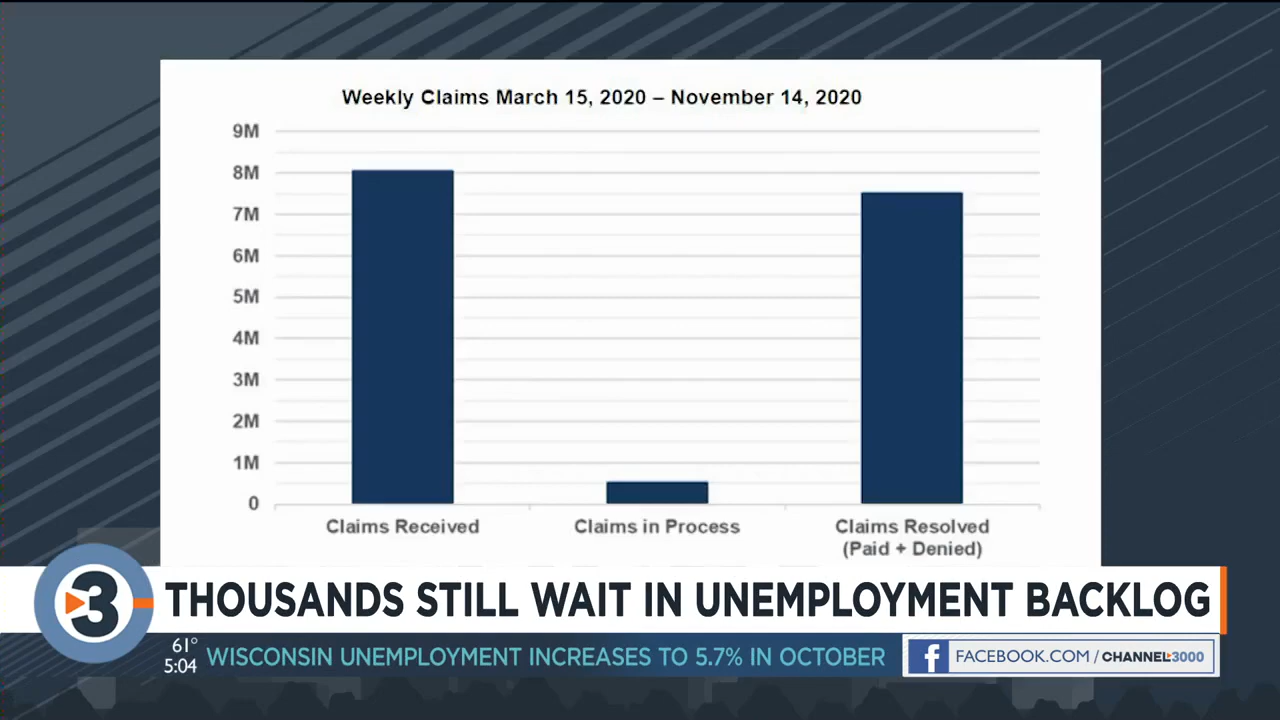 Weekly Claims March 15, 2020 – November 14, 2020
9M
8M
7M
6M
5M
4M
3M
2M
1M
0
Claims Received
Claims in Process
Claims Resolved
(Paid + Denied)
3
THOUSANDS STILL WAIT IN UNEMPLOYMENT BACKLOG
61°
5:04
WISCONSIN UNEMPLOYMENT INCREASES TO 5.7% IN OCTOBER
f FACEBOOK.COM / CHANNEL3000